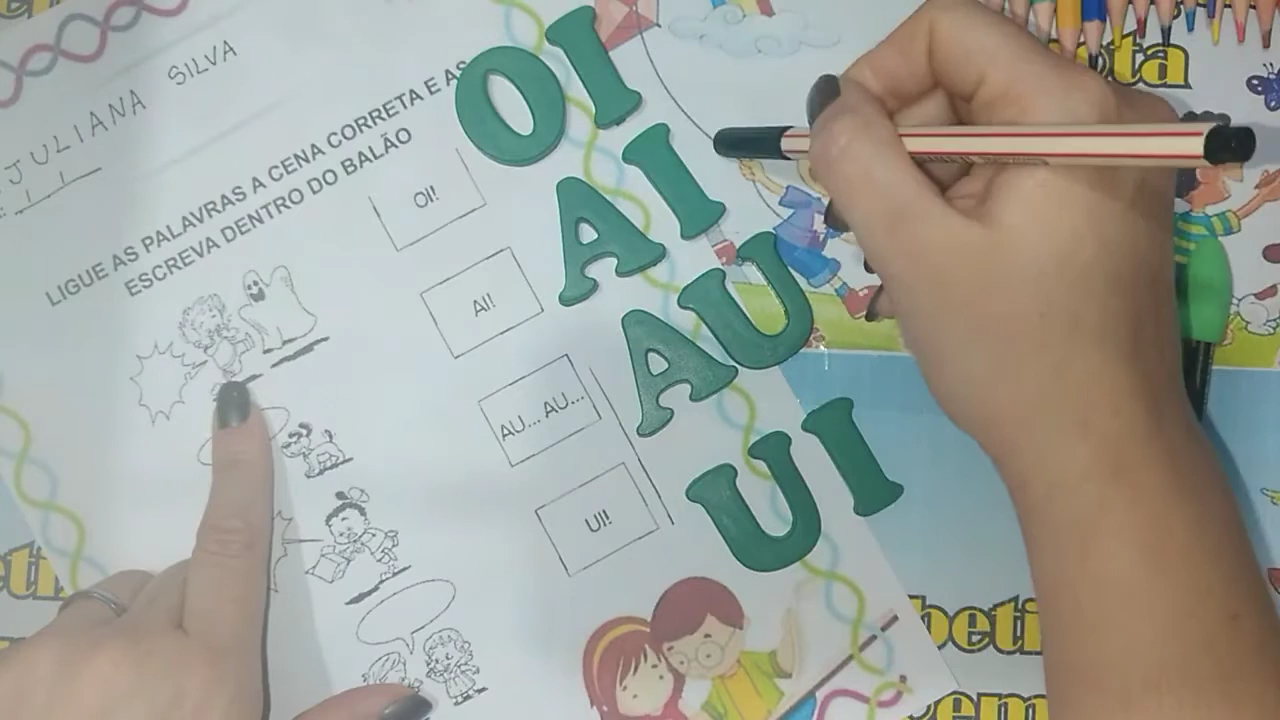 JULIANA SILVA
LIGUE AS PALAVRAS A CENA CORRETA E AS
ESCREVA DENTRO DO BALÃO
OI!
AI!
AU... AU...
UI!
OI
AI
AU
UI